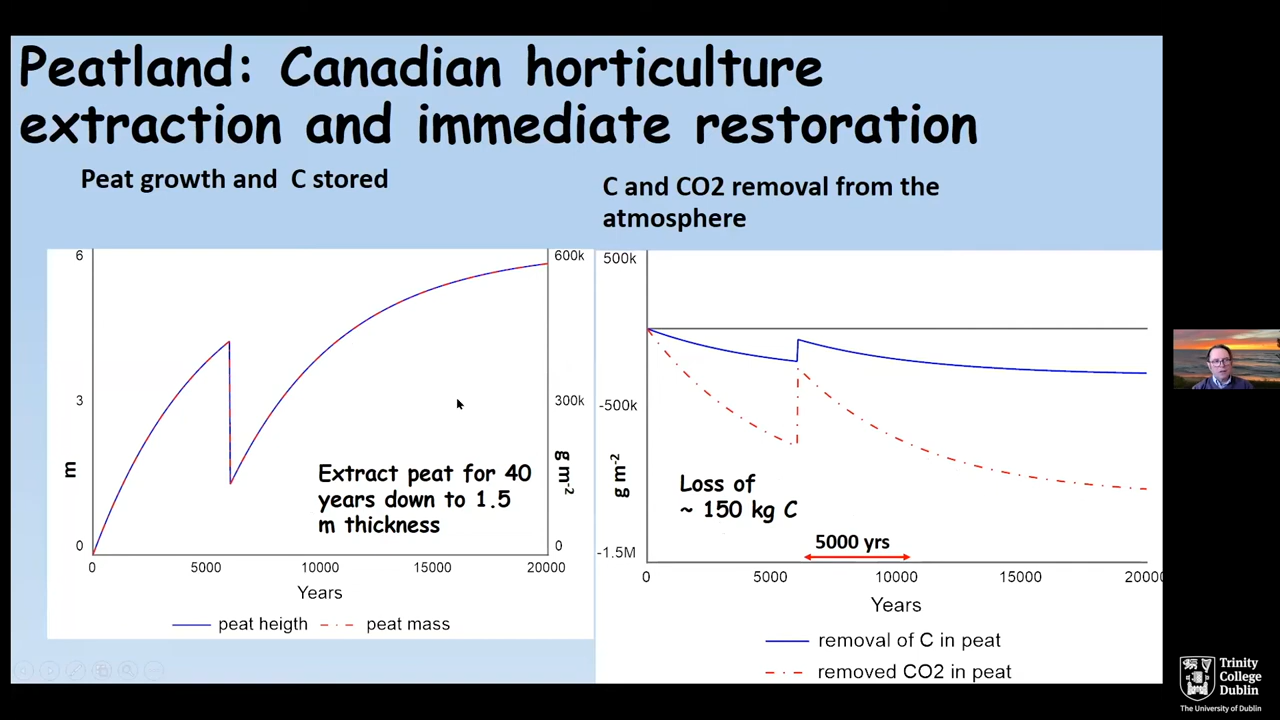 Peatland: Canadian horticulture
extraction and immediate restoration
Peat growth and C stored
6
3
0
m
600k
300k
0
g m-2
Extract peat for 40
years down to 1.5
m thickness
0
5000
10000
15000
20000
Years
peat heigth
peat mass
C and CO2 removal from the
atmosphere
500k
-500k
-1.5M
g m-2
Loss of
~ 150 kg C
5000 yrs
0
5000
10000
15000
20000
Years
removal of C in peat
removed CO2 in peat
Trinity
College
Dublin
The University of Dublin